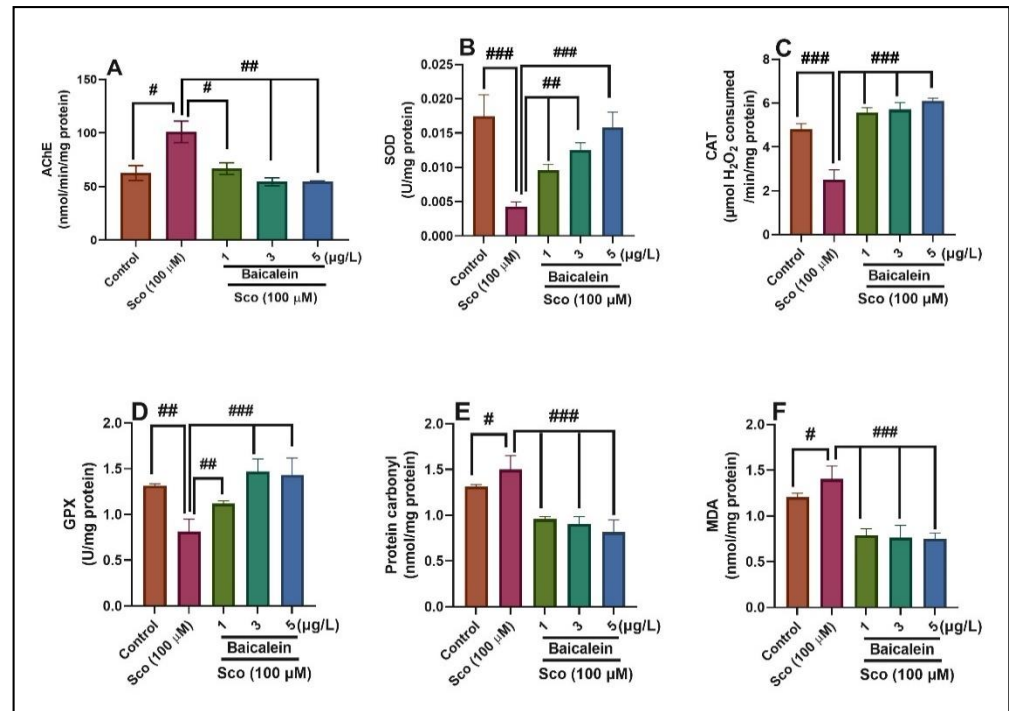 A
# # ##
AChE
(nmol/min/mg protein)
150
100
50
0
Control
Sco (100 μM)
1 3 5 (μg/L)
Baicalein
Sco (100 μM)
B
### ## ###
SOD
(U/mg protein)
0.025
0.020
0.015
0.010
0.005
0.000
Control
Sco (100 μM)
1 3 5 (μg/L)
Baicalein
Sco (100 μM)
C
### ###
CAT
(μmol H₂O₂ consumed
/min/mg protein)
8
6
4
2
0
Control
Sco (100 μM)
1 3 5 (μg/L)
Baicalein
Sco (100 μM)
D
## ## ###
GPX
(U/mg protein)
2.0
1.5
1.0
0.5
0.0
Control
Sco (100 μM)
1 3 5 (μg/L)
Baicalein
Sco (100 μM)
E
# ###
Protein carbonyl
(nmol/mg protein)
2.0
1.5
1.0
0.5
0.0
Control
Sco (100 μM)
1 3 5 (μg/L)
Baicalein
Sco (100 μM)
F
# ###
MDA
(nmol/mg protein)
2.0
1.5
1.0
0.5
0.0
Control
Sco (100 μM)
1 3 5 (μg/L)
Baicalein
Sco (100 μM)